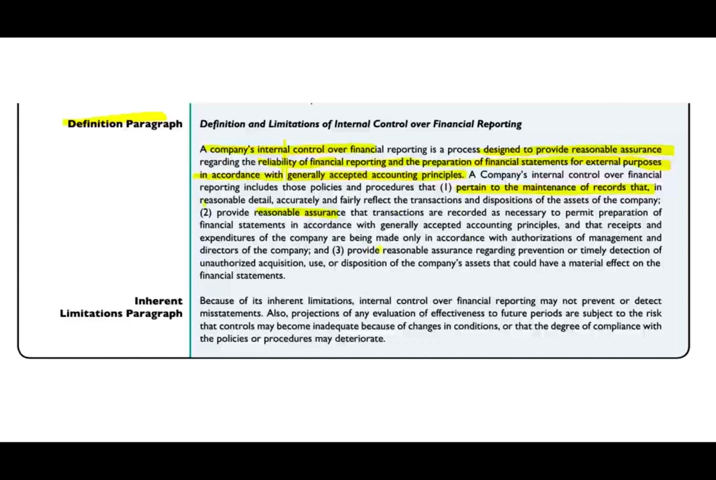 Definition Paragraph
Definition and Limitations of Internal Control over Financial Reporting
A company's internal control over financial reporting is a process designed to provide reasonable assurance
regarding the reliability of financial reporting and the preparation of financial statements for external purposes
in accordance with generally accepted accounting principles. A Company's internal control over financial
reporting includes those policies and procedures that (1) pertain to the maintenance of records that, in
reasonable detail, accurately and fairly reflect the transactions and dispositions of the assets of the company;
(2) provide reasonable assurance that transactions are recorded as necessary to permit preparation of
financial statements in accordance with generally accepted accounting principles, and that receipts and
expenditures of the company are being made only in accordance with authorizations of management and
directors of the company; and (3) provide reasonable assurance regarding prevention or timely detection of
unauthorized acquisition, use, or disposition of the company's assets that could have a material effect on the
financial statements.
Inherent
Limitations Paragraph
Because of its inherent limitations, internal control over financial reporting may not prevent or detect
misstatements. Also, projections of any evaluation of effectiveness to future periods are subject to the risk
that controls may become inadequate because of changes in conditions, or that the degree of compliance with
the policies or procedures may deteriorate.